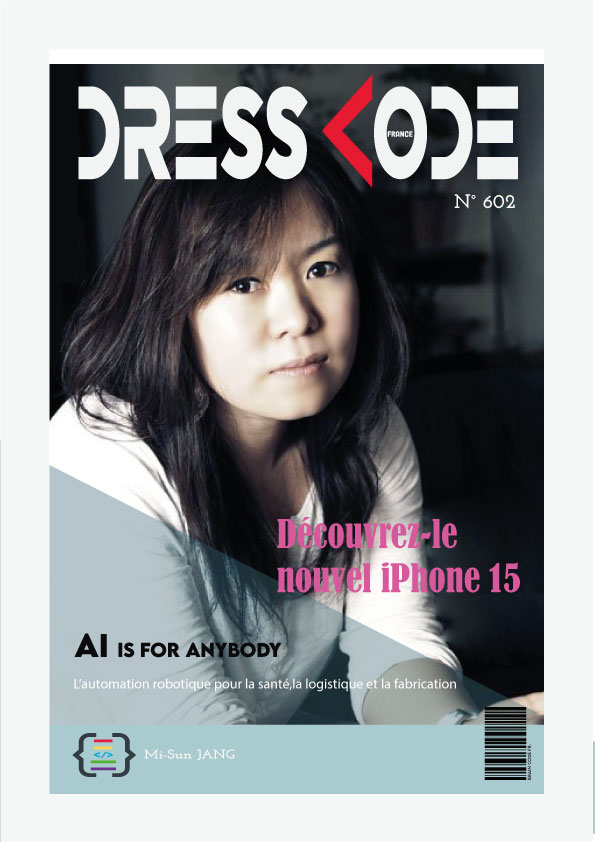 DRESS CODE
FRANCE
N° 602
Découvrez-le
nouvel iPhone 15
AI IS FOR ANYBODY
L'automation robotique pour la santé,la logistique et la fabrication
</>
Mi-Sun JANG